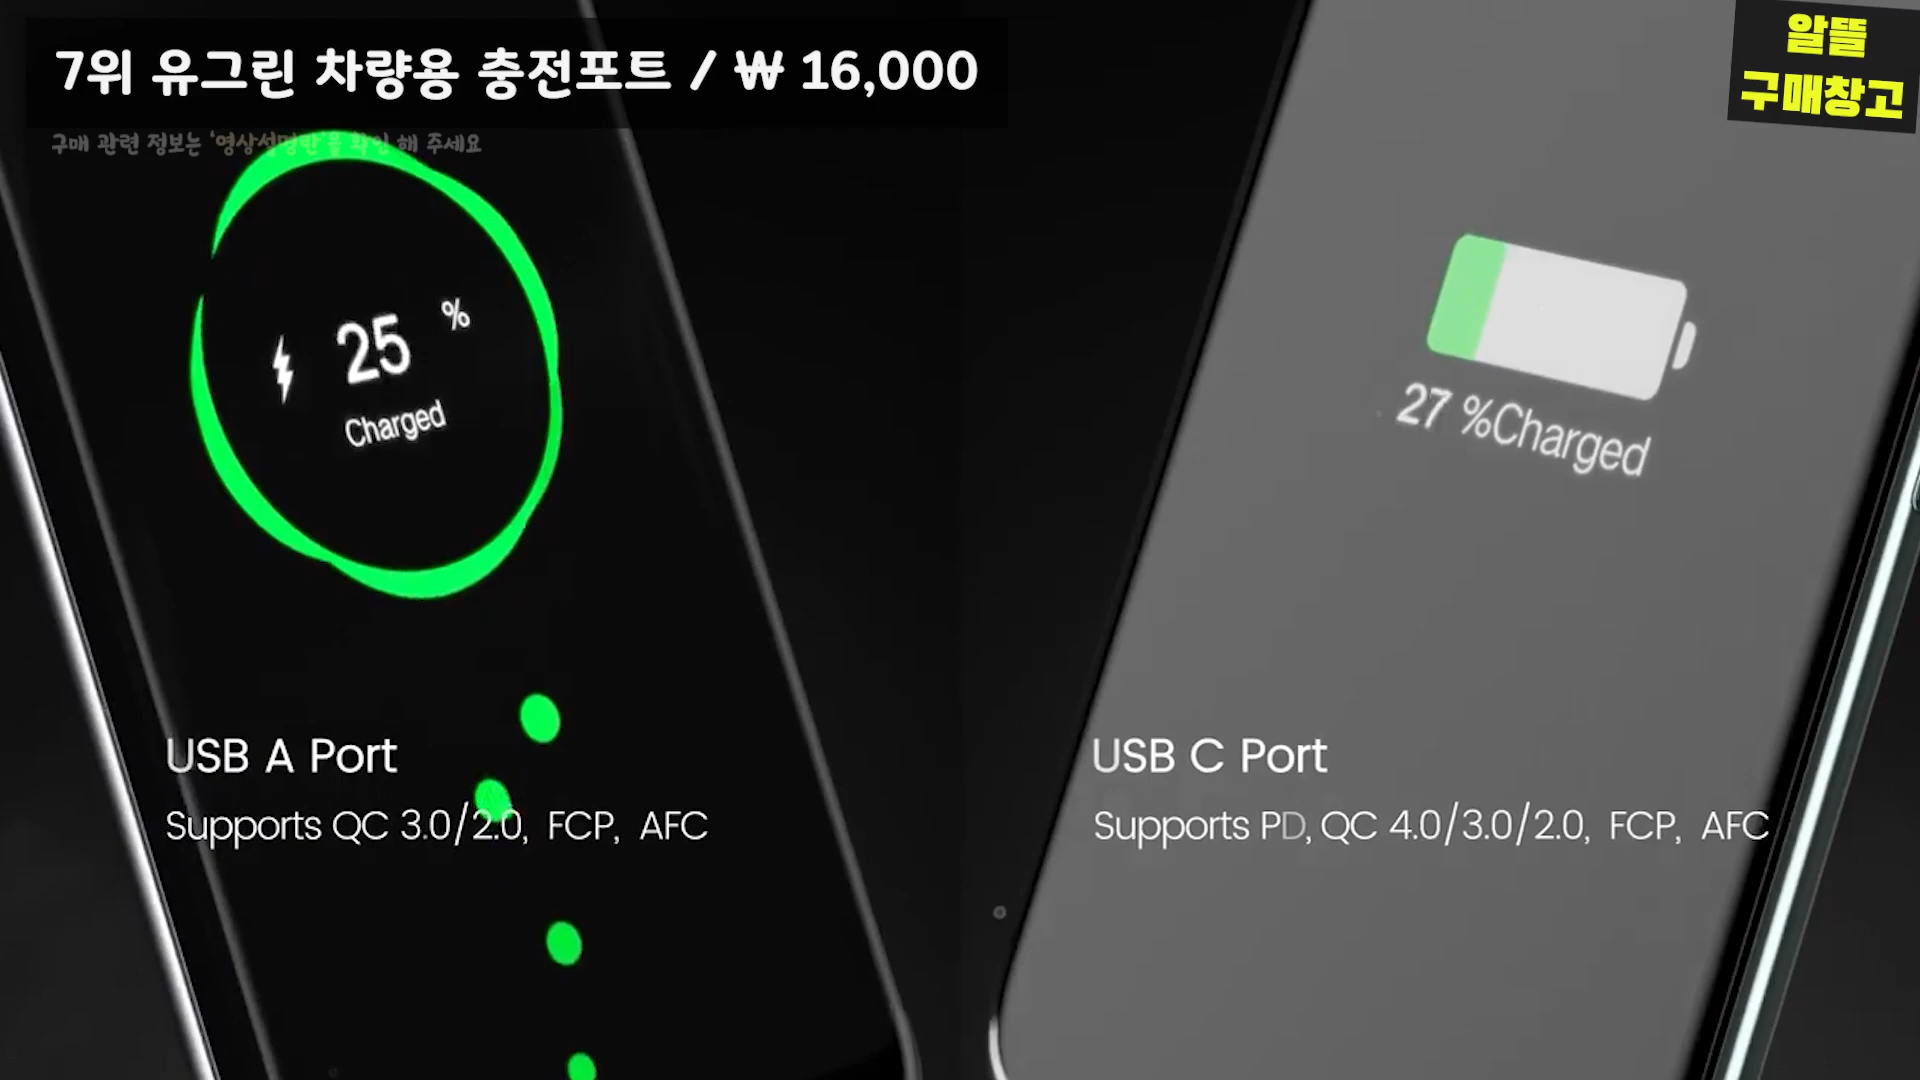 7위 유그린 차량용 충전포트 / ₩ 16,000
구매 관련 정보는 '영상설명란'을 확인 해 주세요
알뜰
구매창고
25 %
Charged
27 %Charged
USB A Port
Supports QC 3.0/2.0, FCP, AFC
USB C Port
Supports PD, QC 4.0/3.0/2.0, FCP, AFC